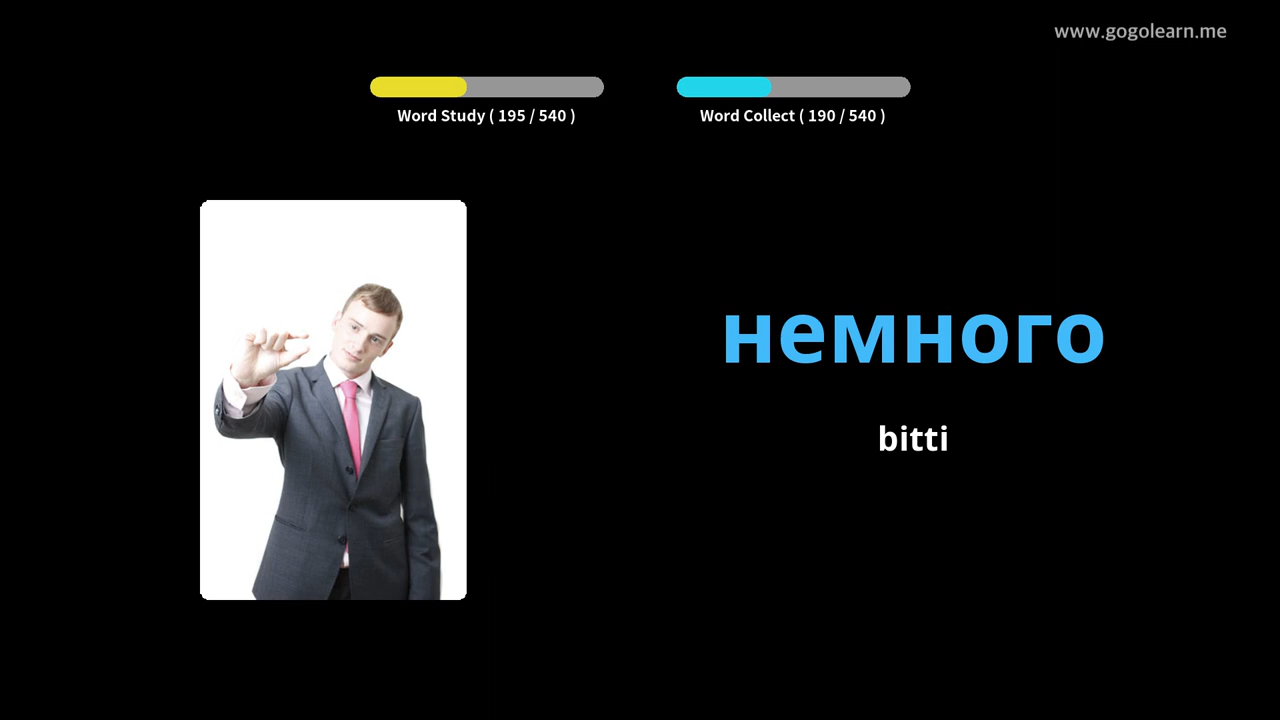 www.gogolearn.me
Word Study ( 195 / 540 )
Word Collect ( 190 / 540 )
немного
bitti